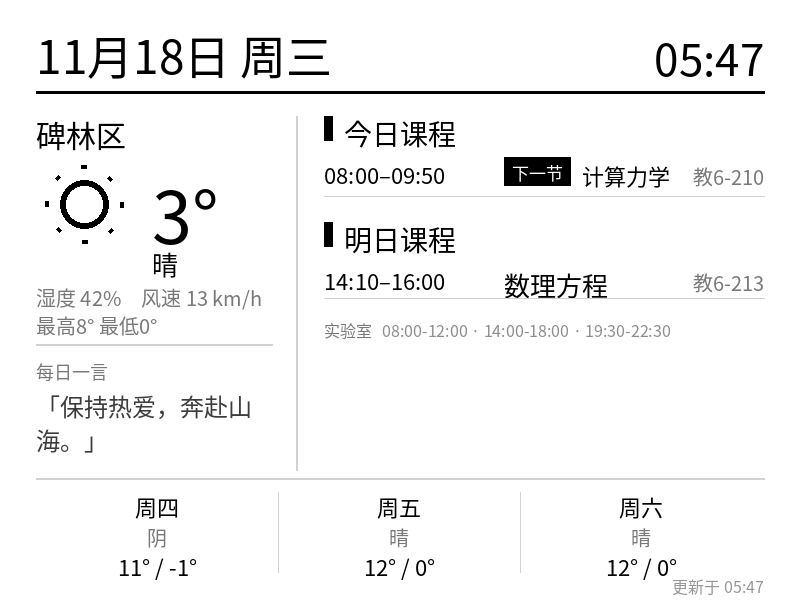 11月18日 周三 05:47
碑林区
3°
晴
湿度 42% 风速 13 km/h
最高8° 最低0°
每日一言
「保持热爱，奔赴山
海。」
今日课程
08:00–09:50 下一节 计算力学 教6-210
明日课程
14:10–16:00 数理方程 教6-213
实验室 08:00-12:00 · 14:00-18:00 · 19:30-22:30
周四
阴
11° / -1°
周五
晴
12° / 0°
周六
晴
12° / 0°
更新于 05:47